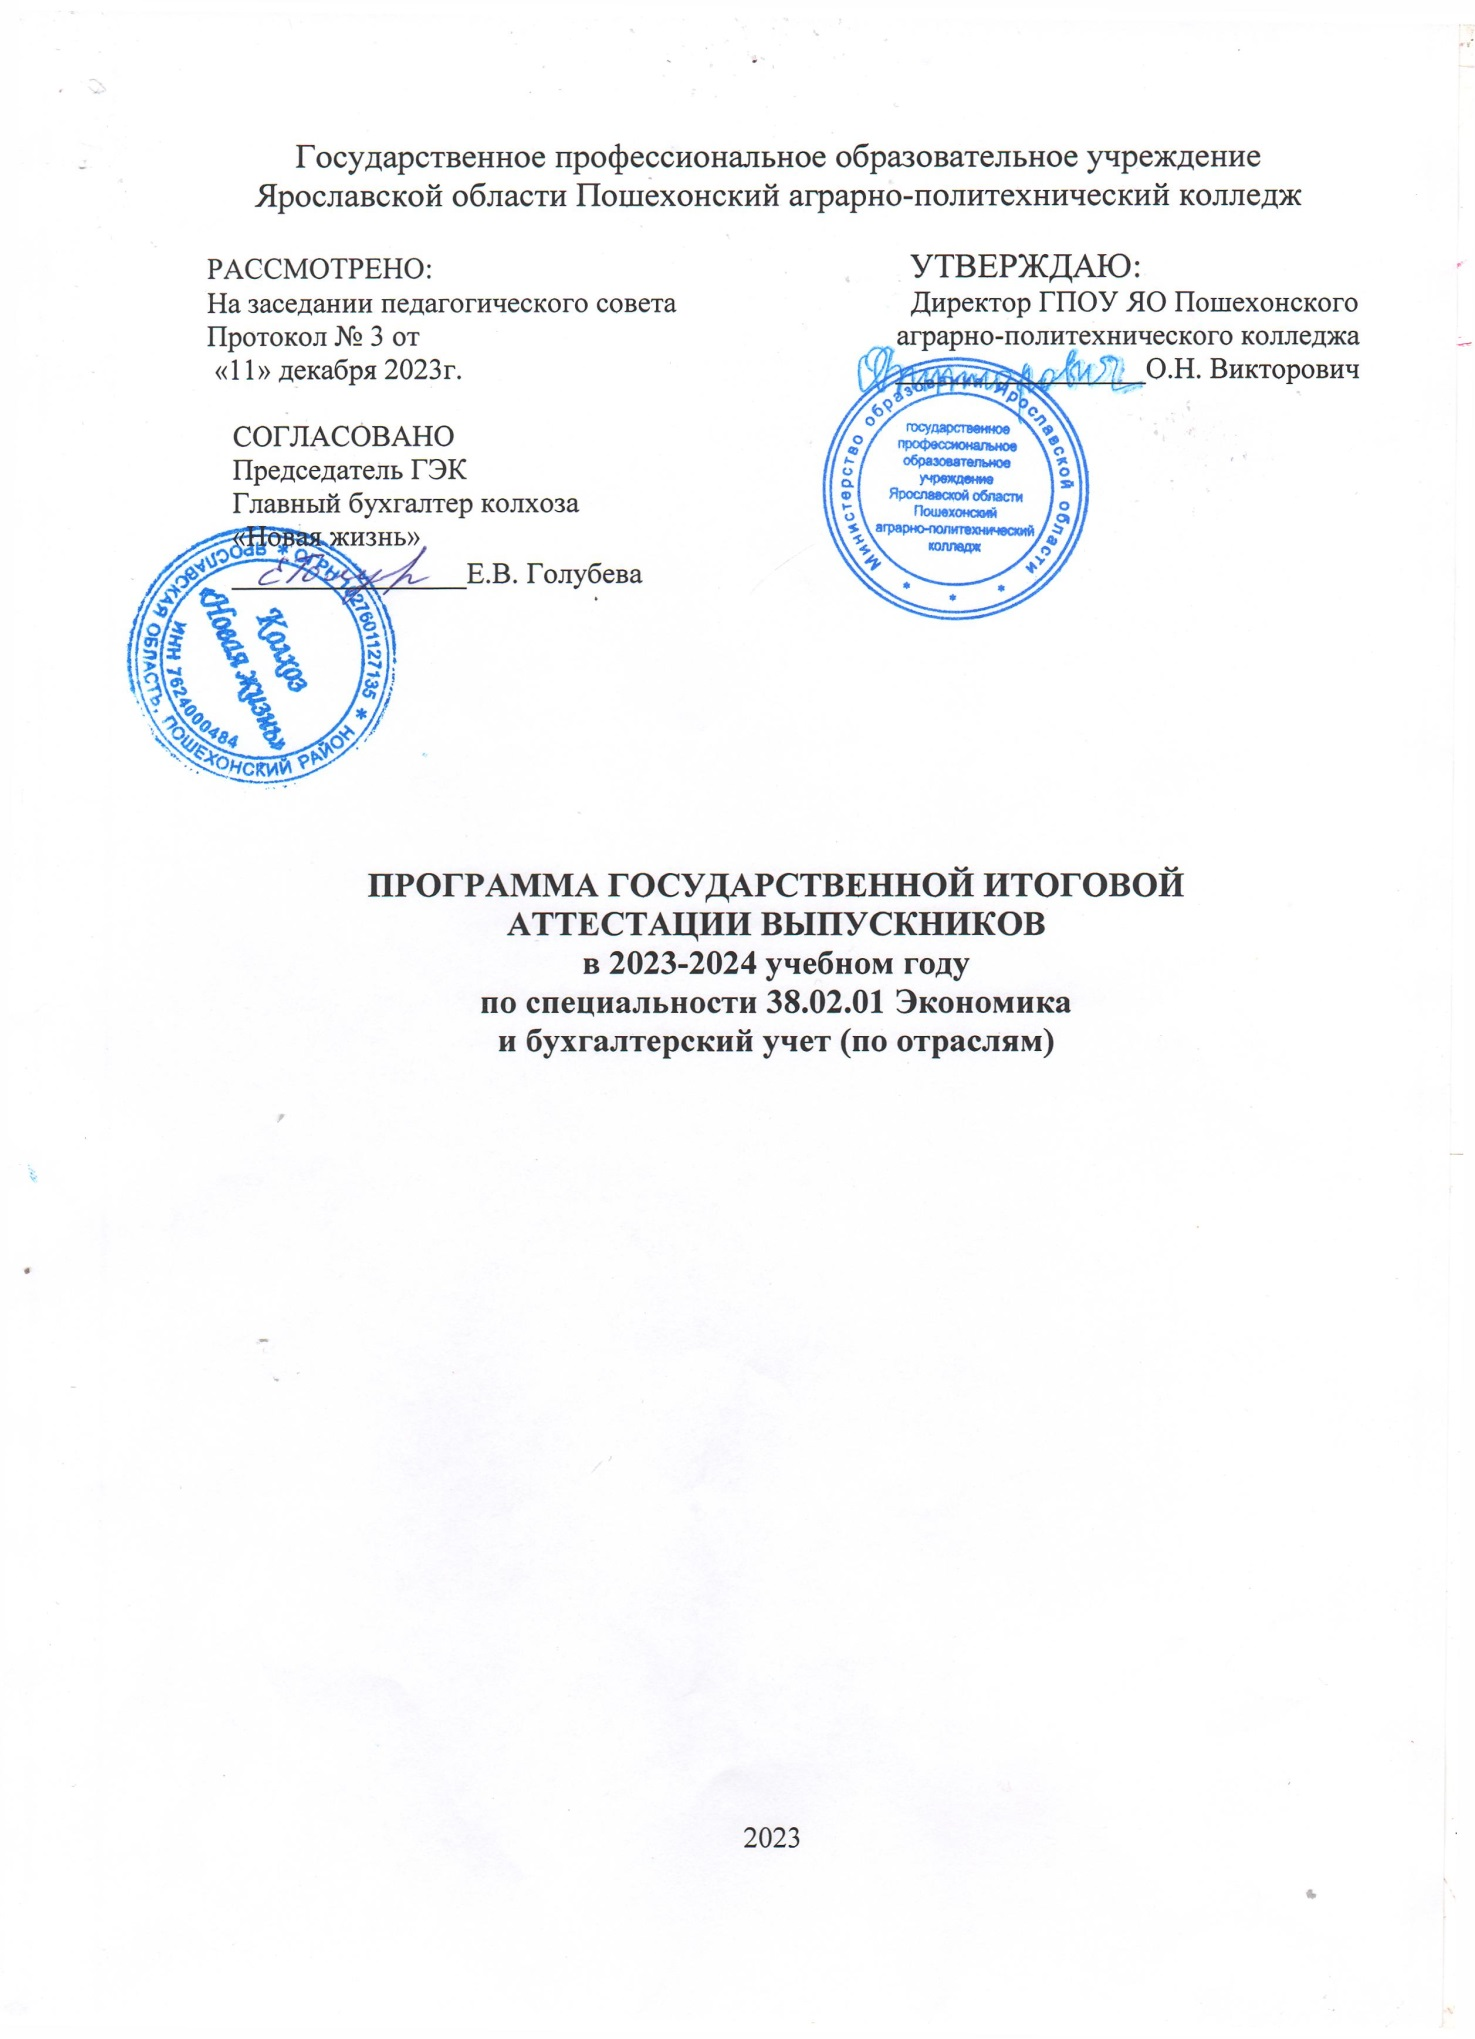 Государственное профессиональное образовательное учреждение
Ярославской области Пошехонский аграрно-политехнический колледж
РАССМОТРЕНО:
На заседании педагогического совета
Протокол № 3 от
«11» декабря 2023г.
УТВЕРЖДАЮ:
Директор ГПОУ ЯО Пошехонского
аграрно-политехнического колледжа
О.Н. Викторович
Министерство образования Ярославской области
государственное
профессиональное
образовательное
учреждение
Ярославской области
Пошехонский
аграрно-политехнический
колледж
СОГЛАСОВАНО
Председатель ГЭК
Главный бухгалтер колхоза
«Новая жизнь»
Е.В. Голубева
ЯРОСЛАВСКАЯ ОБЛАСТЬ, ПОШЕХОНСКИЙ РАЙОН
ИНН 7624000484
Колхоз
«Новая жизнь»
ПРОГРАММА ГОСУДАРСТВЕННОЙ ИТОГОВОЙ
АТТЕСТАЦИИ ВЫПУСКНИКОВ
в 2023-2024 учебном году
по специальности 38.02.01 Экономика
и бухгалтерский учет (по отраслям)
2023